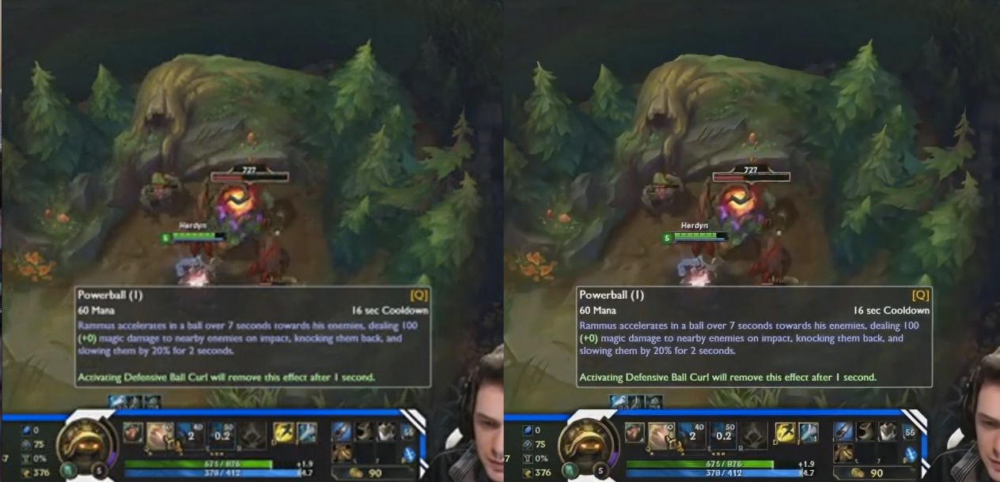 727
Herdyn
5
Powerball (1) [Q]
60 Mana 16 sec Cooldown
Rammus accelerates in a ball over 7 seconds towards his enemies, dealing 100
(+0) magic damage to nearby enemies on impact, knocking them back, and
slowing them by 20% for 2 seconds.
Activating Defensive Ball Curl will remove this effect after 1 second.
0
75
0%
376
40
2
50
0.2
5
675 / 876 +1.9
378 / 412 4.7
90
727
Herdyn
5
Powerball (1) [Q]
60 Mana 16 sec Cooldown
Rammus accelerates in a ball over 7 seconds towards his enemies, dealing 100
(+0) magic damage to nearby enemies on impact, knocking them back, and
slowing them by 20% for 2 seconds.
Activating Defensive Ball Curl will remove this effect after 1 second.
7
0
75
0%
376
40
2
50
0.2
5
675 / 876 +1.9
378 / 412 4.7
90